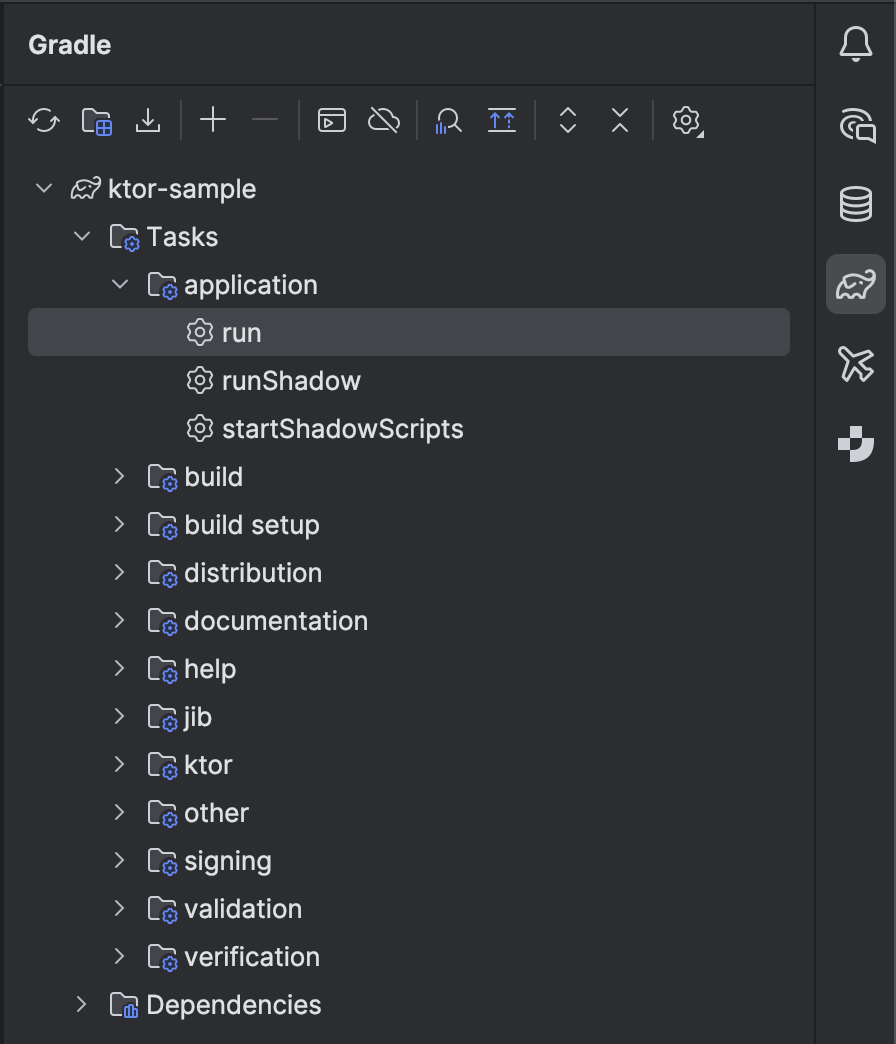 Gradle
ktor-sample
Tasks
application
run
runShadow
startShadowScripts
build
build setup
distribution
documentation
help
jib
ktor
other
signing
validation
verification
Dependencies